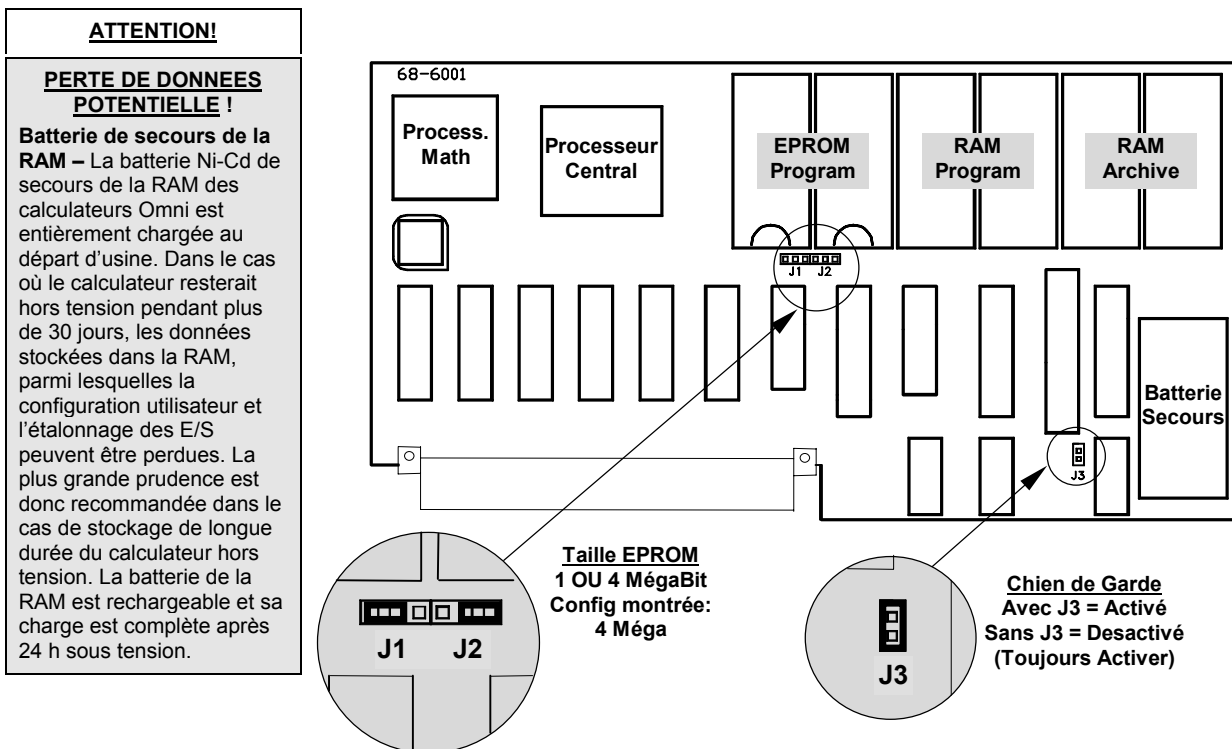 ATTENTION!
PERTE DE DONNEES
POTENTIELLE !
Batterie de secours de la
RAM – La batterie Ni-Cd de
secours de la RAM des
calculateurs Omni est
entièrement chargée au
départ d'usine. Dans le cas
où le calculateur resterait
hors tension pendant plus
de 30 jours, les données
stockées dans la RAM,
parmi lesquelles la
configuration utilisateur et
l'étalonnage des E/S
peuvent être perdues. La
plus grande prudence est
donc recommandée dans le
cas de stockage de longue
durée du calculateur hors
tension. La batterie de la
RAM est rechargeable et sa
charge est complète après
24 h sous tension.
68-6001
Process.
Math
Processeur
Central
EPROM
Program
RAM
Program
RAM
Archive
J1 J2
Batterie
Secours
J3
J1 J2
Taille EPROM
1 OU 4 MégaBit
Config montrée:
4 Méga
J3
Chien de Garde
Avec J3 = Activé
Sans J3 = Desactivé
(Toujours Activer)